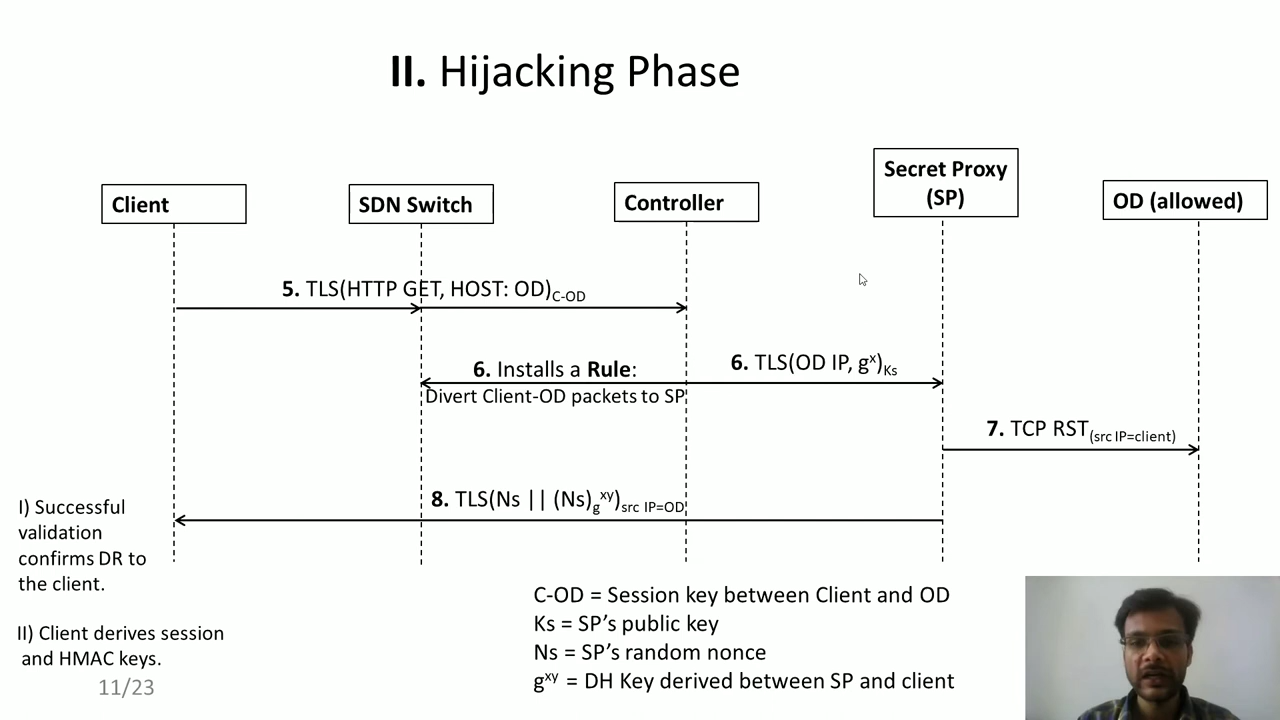 II. Hijacking Phase
Client
SDN Switch
Controller
Secret Proxy
(SP)
OD (allowed)
5. TLS(HTTP GET, HOST: OD)C-OD
6. Installs a Rule:
Divert Client-OD packets to SP
6. TLS(OD IP, gx)Ks
7. TCP RST(src IP=client)
8. TLS(Ns || (Ns)gxy)src IP=OD
I) Successful
validation
confirms DR to
the client.
II) Client derives session
and HMAC keys.
C-OD = Session key between Client and OD
Ks = SP’s public key
Ns = SP’s random nonce
gxy = DH Key derived between SP and client
11/23